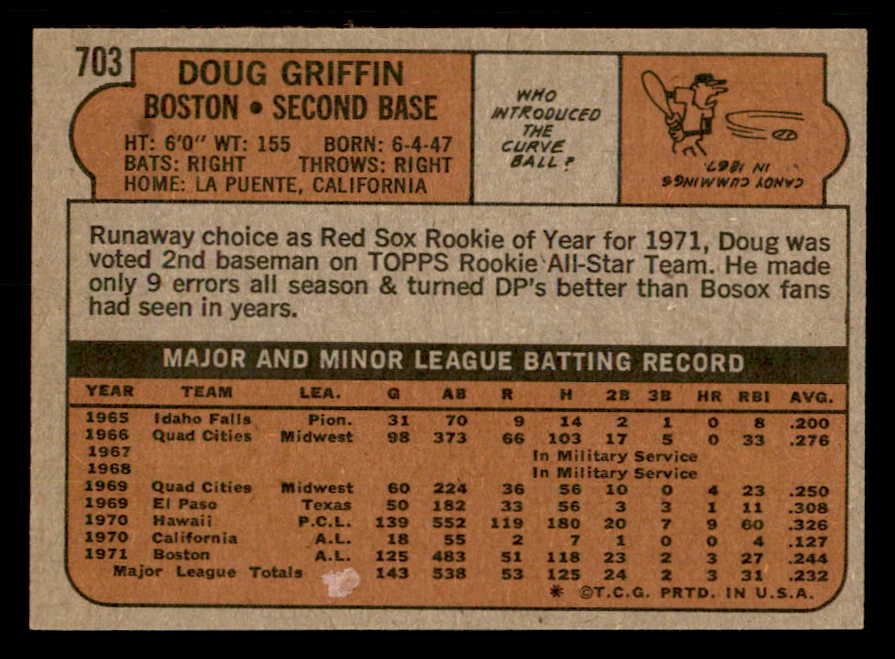 703
DOUG GRIFFIN
BOSTON • SECOND BASE
HT: 6'0" WT: 155 BORN: 6-4-47
BATS: RIGHT THROWS: RIGHT
HOME: LA PUENTE, CALIFORNIA
WHO
INTRODUCED
THE
CURVE
BALL?
CANDY CUMMINGS
IN 1867.
Runaway choice as Red Sox Rookie of Year for 1971, Doug was
voted 2nd baseman on TOPPS Rookie All-Star Team. He made
only 9 errors all season & turned DP's better than Bosox fans
had seen in years.
MAJOR AND MINOR LEAGUE BATTING RECORD
YEAR TEAM LEA. G AB R H 2B 3B HR RBI AVG.
1965 Idaho Falls Pion. 31 70 9 14 2 1 0 8 .200
1966 Quad Cities Midwest 98 373 66 103 17 5 0 33 .276
1967 In Military Service
1968 In Military Service
1969 Quad Cities Midwest 60 224 36 56 10 0 4 23 .250
1969 El Paso Texas 50 182 33 56 3 3 1 11 .308
1970 Hawaii P.C.L. 139 552 119 180 20 7 9 60 .326
1970 California A.L. 18 55 2 7 1 0 0 4 .127
1971 Boston A.L. 125 483 51 118 23 2 3 27 .244
Major League Totals 143 538 53 125 24 2 3 31 .232
* ©T.C.G. PRTD. IN U.S.A.